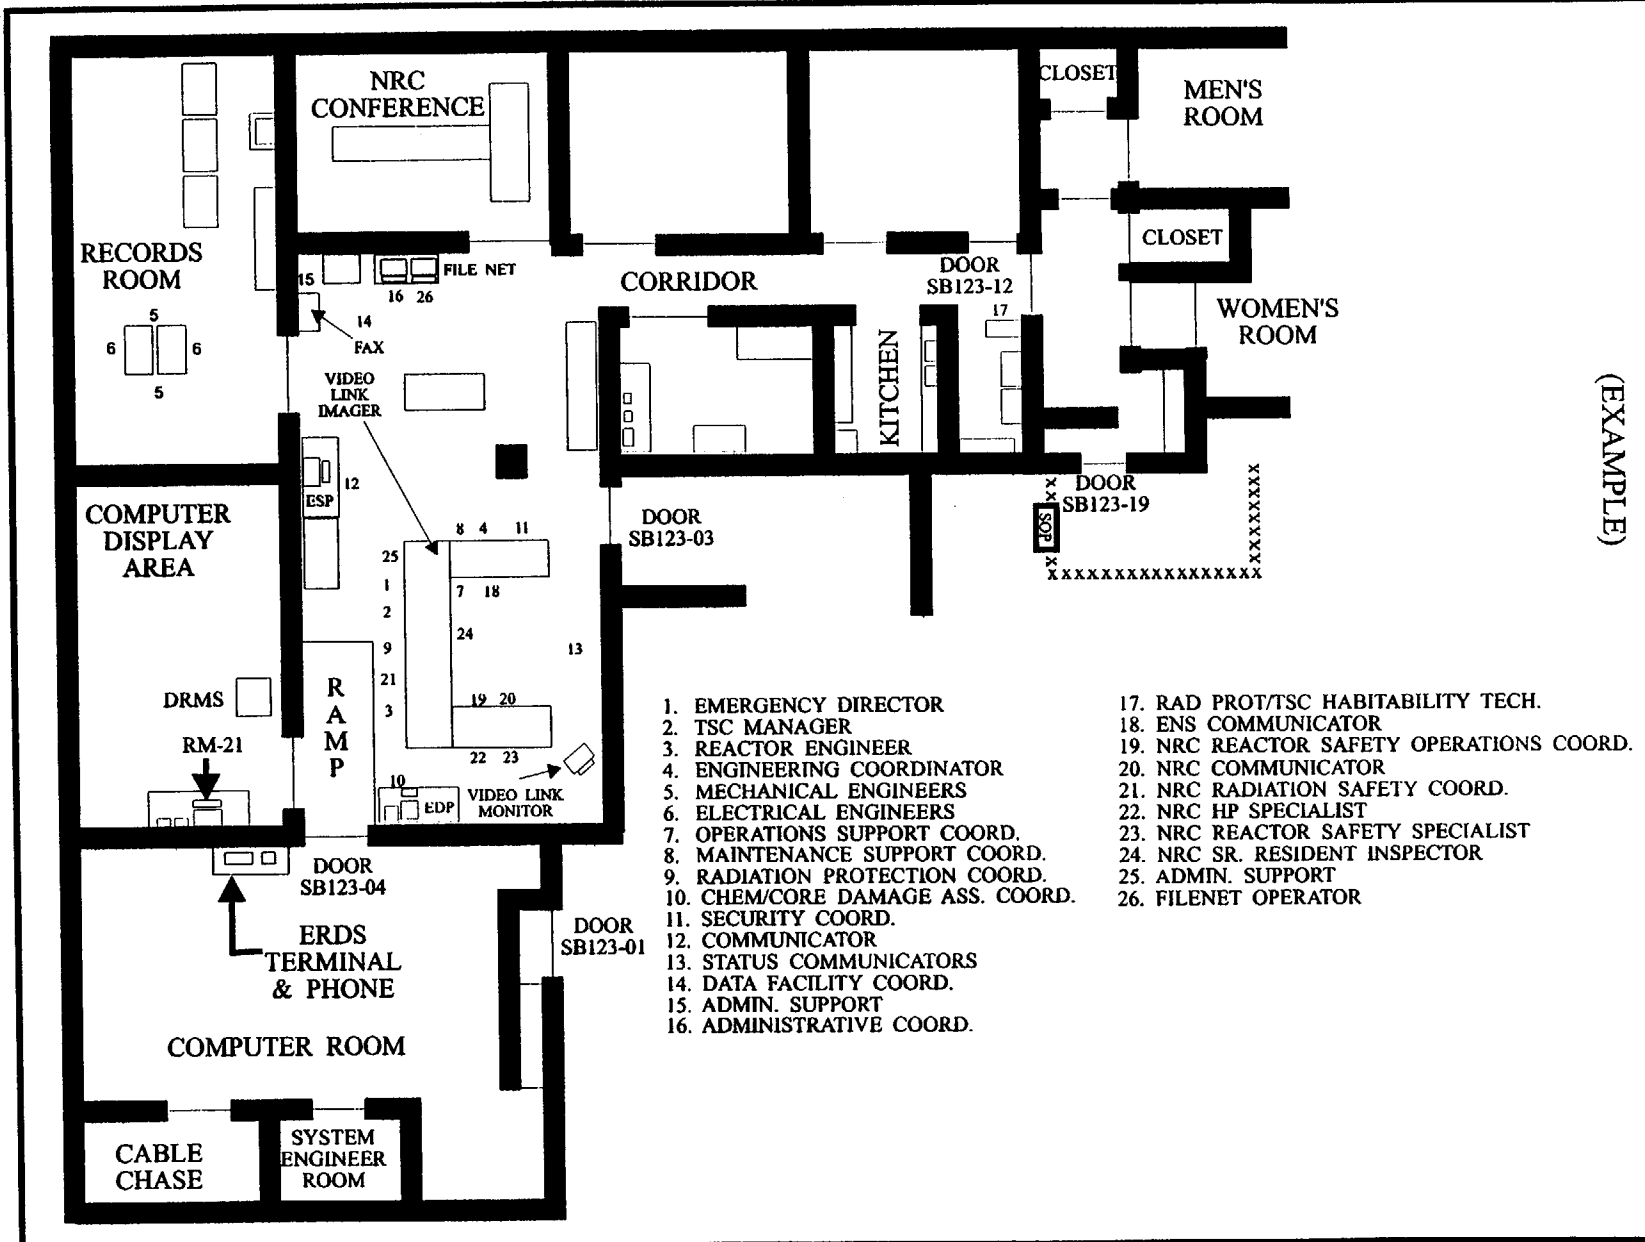 CLOSET
MEN'S
ROOM
NRC
CONFERENCE
RECORDS
ROOM
5
6
6
5
15
16 26
FILE NET
14
FAX
CORRIDOR
DOOR
SB123-12
17
CLOSET
WOMEN'S
ROOM
KITCHEN
(EXAMPLE)
VIDEO
LINK
IMAGER
ESP
12
COMPUTER
DISPLAY
AREA
8 4 11
25
1
2
9
21
3
7 18
24
13
19 20
22 23
DOOR
SB123-03
DOOR
SB123-19
X
X
SOP
X
XXXXXXXXXXXXXXXXX
XXXXXXXXX
DRMS
RM-21
R
A
M
P
10
EDP
VIDEO LINK
MONITOR
DOOR
SB123-04
ERDS
TERMINAL
& PHONE
DOOR
SB123-01
COMPUTER ROOM
CABLE
CHASE
SYSTEM
ENGINEER
ROOM
1. EMERGENCY DIRECTOR
2. TSC MANAGER
3. REACTOR ENGINEER
4. ENGINEERING COORDINATOR
5. MECHANICAL ENGINEERS
6. ELECTRICAL ENGINEERS
7. OPERATIONS SUPPORT COORD.
8. MAINTENANCE SUPPORT COORD.
9. RADIATION PROTECTION COORD.
10. CHEM/CORE DAMAGE ASS. COORD.
11. SECURITY COORD.
12. COMMUNICATOR
13. STATUS COMMUNICATORS
14. DATA FACILITY COORD.
15. ADMIN. SUPPORT
16. ADMINISTRATIVE COORD.
17. RAD PROT/TSC HABITABILITY TECH.
18. ENS COMMUNICATOR
19. NRC REACTOR SAFETY OPERATIONS COORD.
20. NRC COMMUNICATOR
21. NRC RADIATION SAFETY COORD.
22. NRC HP SPECIALIST
23. NRC REACTOR SAFETY SPECIALIST
24. NRC SR. RESIDENT INSPECTOR
25. ADMIN. SUPPORT
26. FILENET OPERATOR